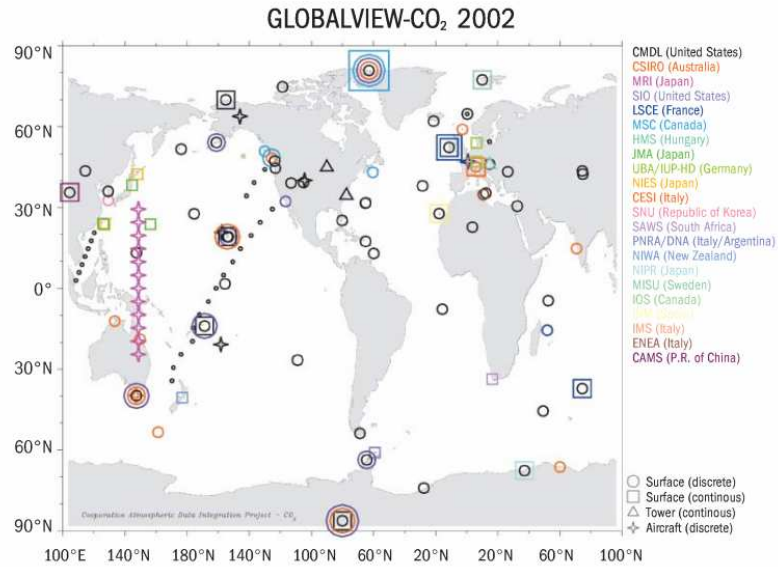 GLOBALVIEW-CO₂ 2002
90°N
60°N
30°N
0°
30°N
60°N
90°N
100°E
140°N
180°N
140°N
100°N
60°N
20°N
20°N
60°N
100°N
CMDL (United States)
CSIRO (Australia)
MRI (Japan)
SIO (United States)
LSCE (France)
MSC (Canada)
HMS (Hungary)
JMA (Japan)
UBA/IUP-HD (Germany)
NIES (Japan)
CESI (Italy)
SNU (Republic of Korea)
SAWS (South Africa)
PNRA/DNA (Italy/Argentina)
NIWA (New Zealand)
NIPR (Japan)
MISU (Sweden)
IOS (Canada)
IMS (Italy)
ENEA (Italy)
CAMS (P.R. of China)
Surface (discrete)
Surface (continous)
Tower (continous)
Aircraft (discrete)
Cooperative Atmospheric Data Integration Project - CO₂